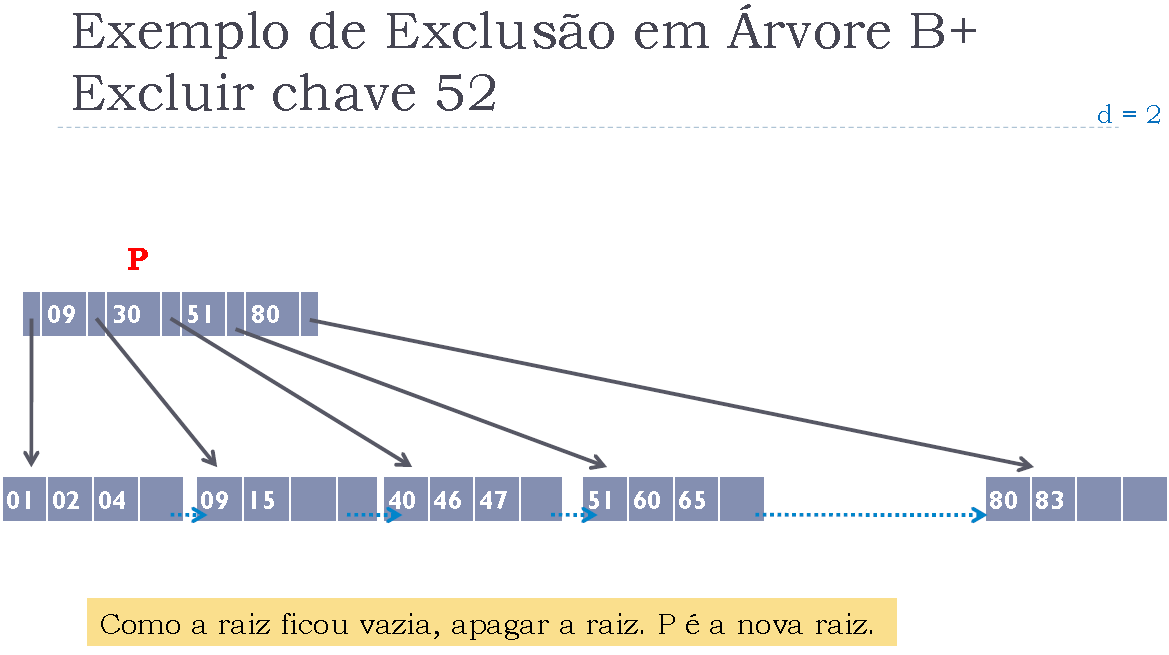 Exemplo de Exclusão em Árvore B+
Excluir chave 52
d = 2
P
09 30 51 80
01 02 04 09 15 40 46 47 51 60 65 80 83
Como a raiz ficou vazia, apagar a raiz. P é a nova raiz.